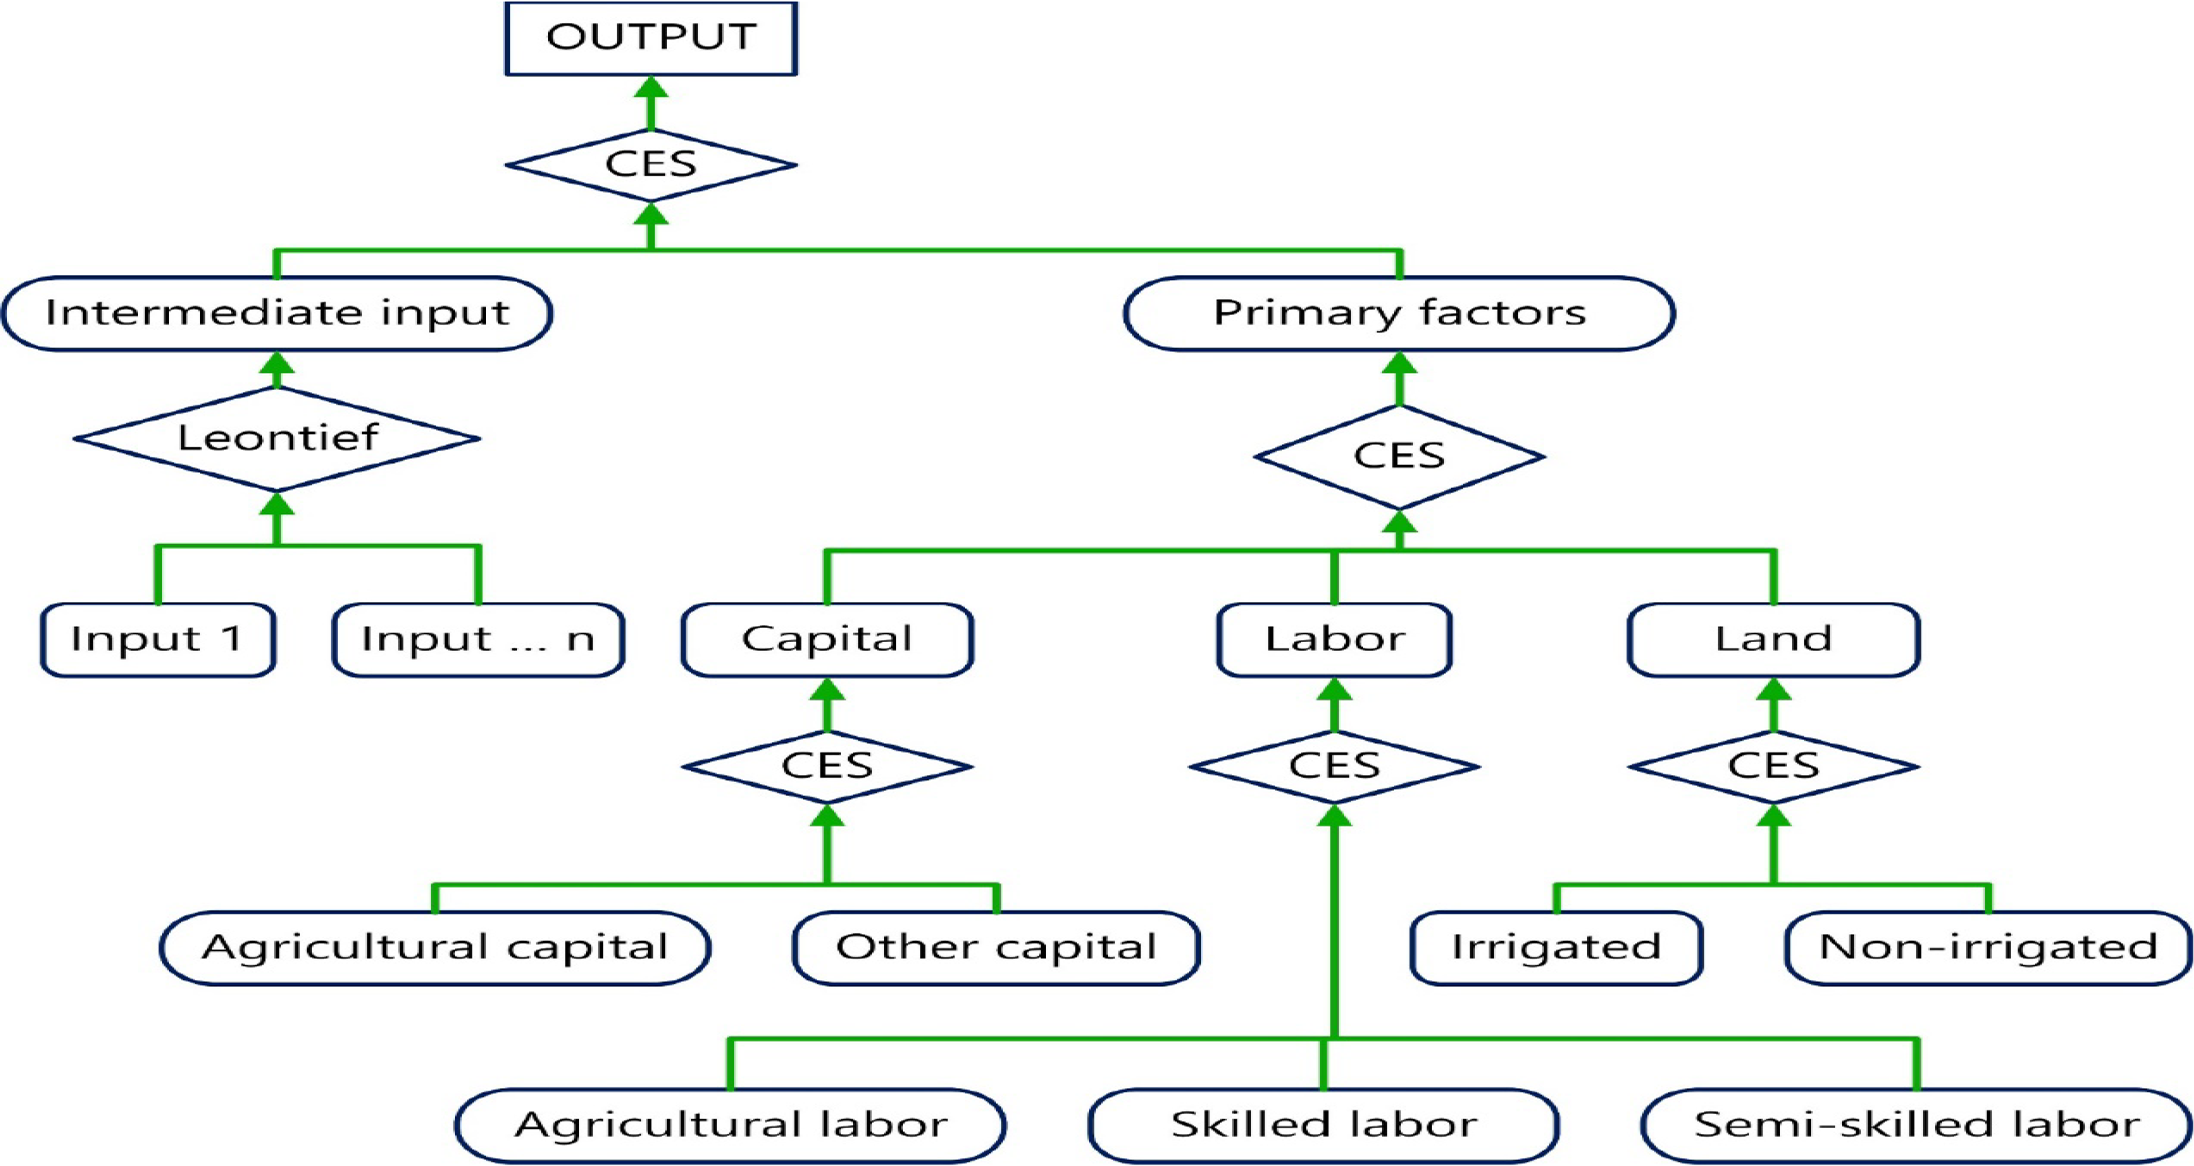 OUTPUT
CES
Intermediate input
Primary factors
Leontief
CES
Input 1
Input ... n
Capital
Labor
Land
CES
CES
CES
Agricultural capital
Other capital
Irrigated
Non-irrigated
Agricultural labor
Skilled labor
Semi-skilled labor